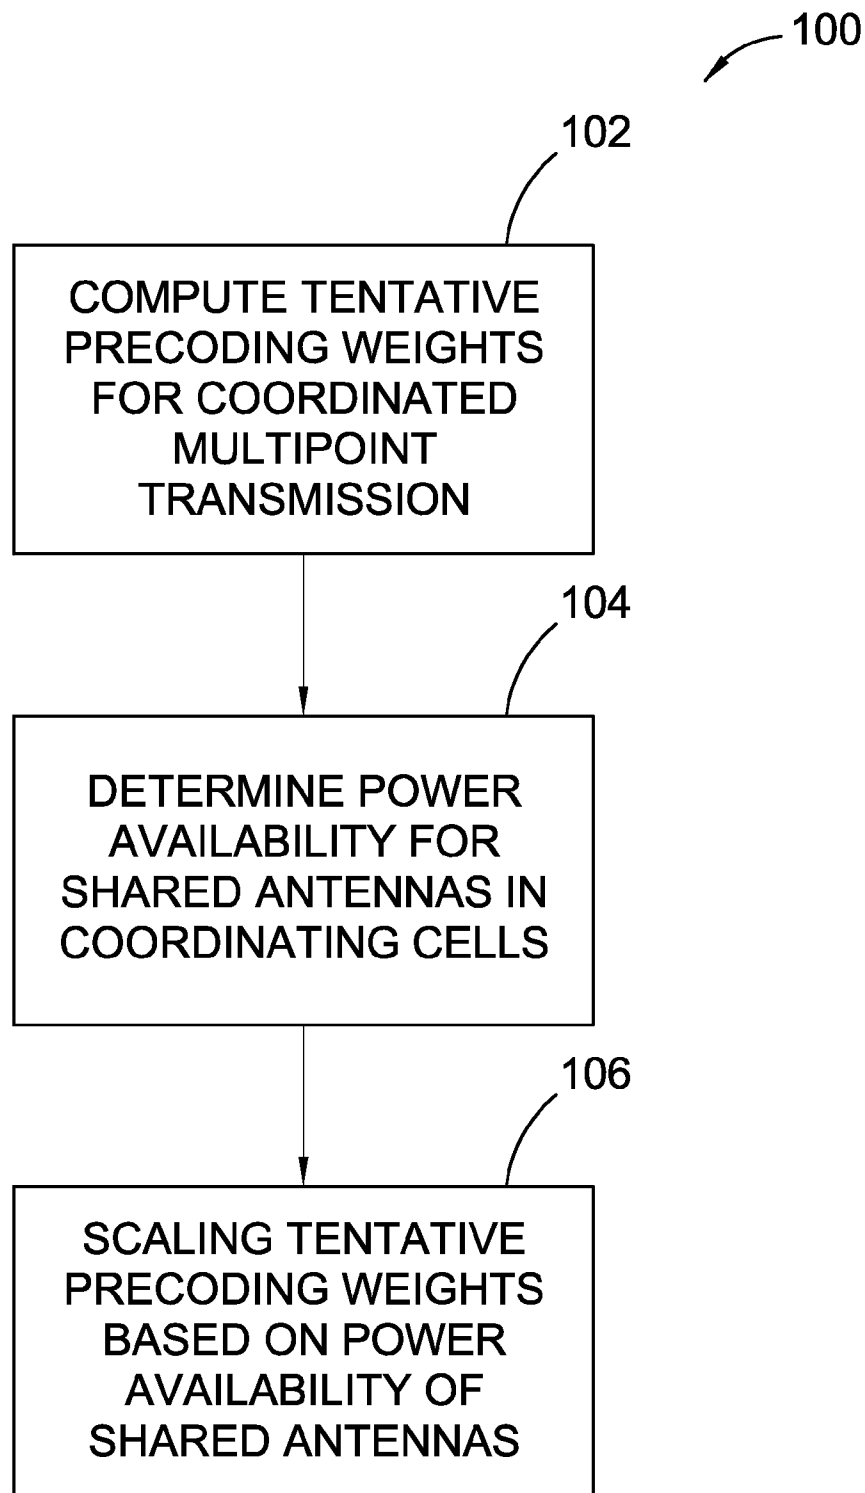 100
102
COMPUTE TENTATIVE
PRECODING WEIGHTS
FOR COORDINATED
MULTIPOINT
TRANSMISSION
104
DETERMINE POWER
AVAILABILITY FOR
SHARED ANTENNAS IN
COORDINATING CELLS
106
SCALING TENTATIVE
PRECODING WEIGHTS
BASED ON POWER
AVAILABILITY OF
SHARED ANTENNAS